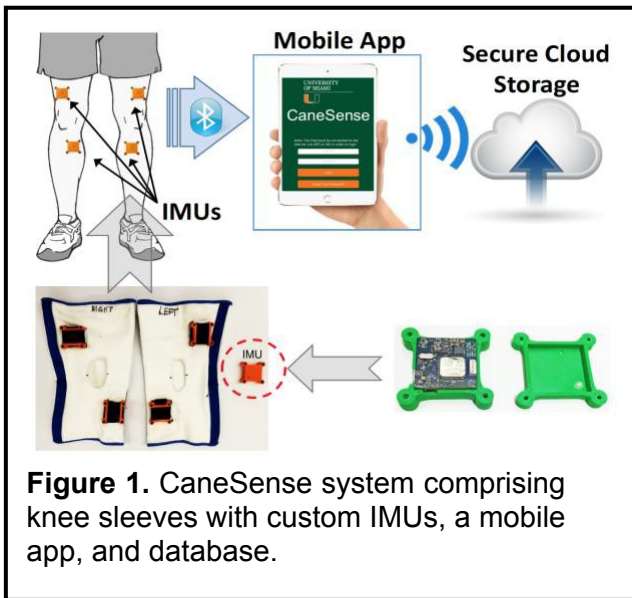 Mobile App
Secure Cloud
Storage
UNIVERSITY
OF MIAMI
CaneSense
IMUs
RIGHT
LEFT
IMU
Figure 1. CaneSense system comprising
knee sleeves with custom IMUs, a mobile
app, and database.